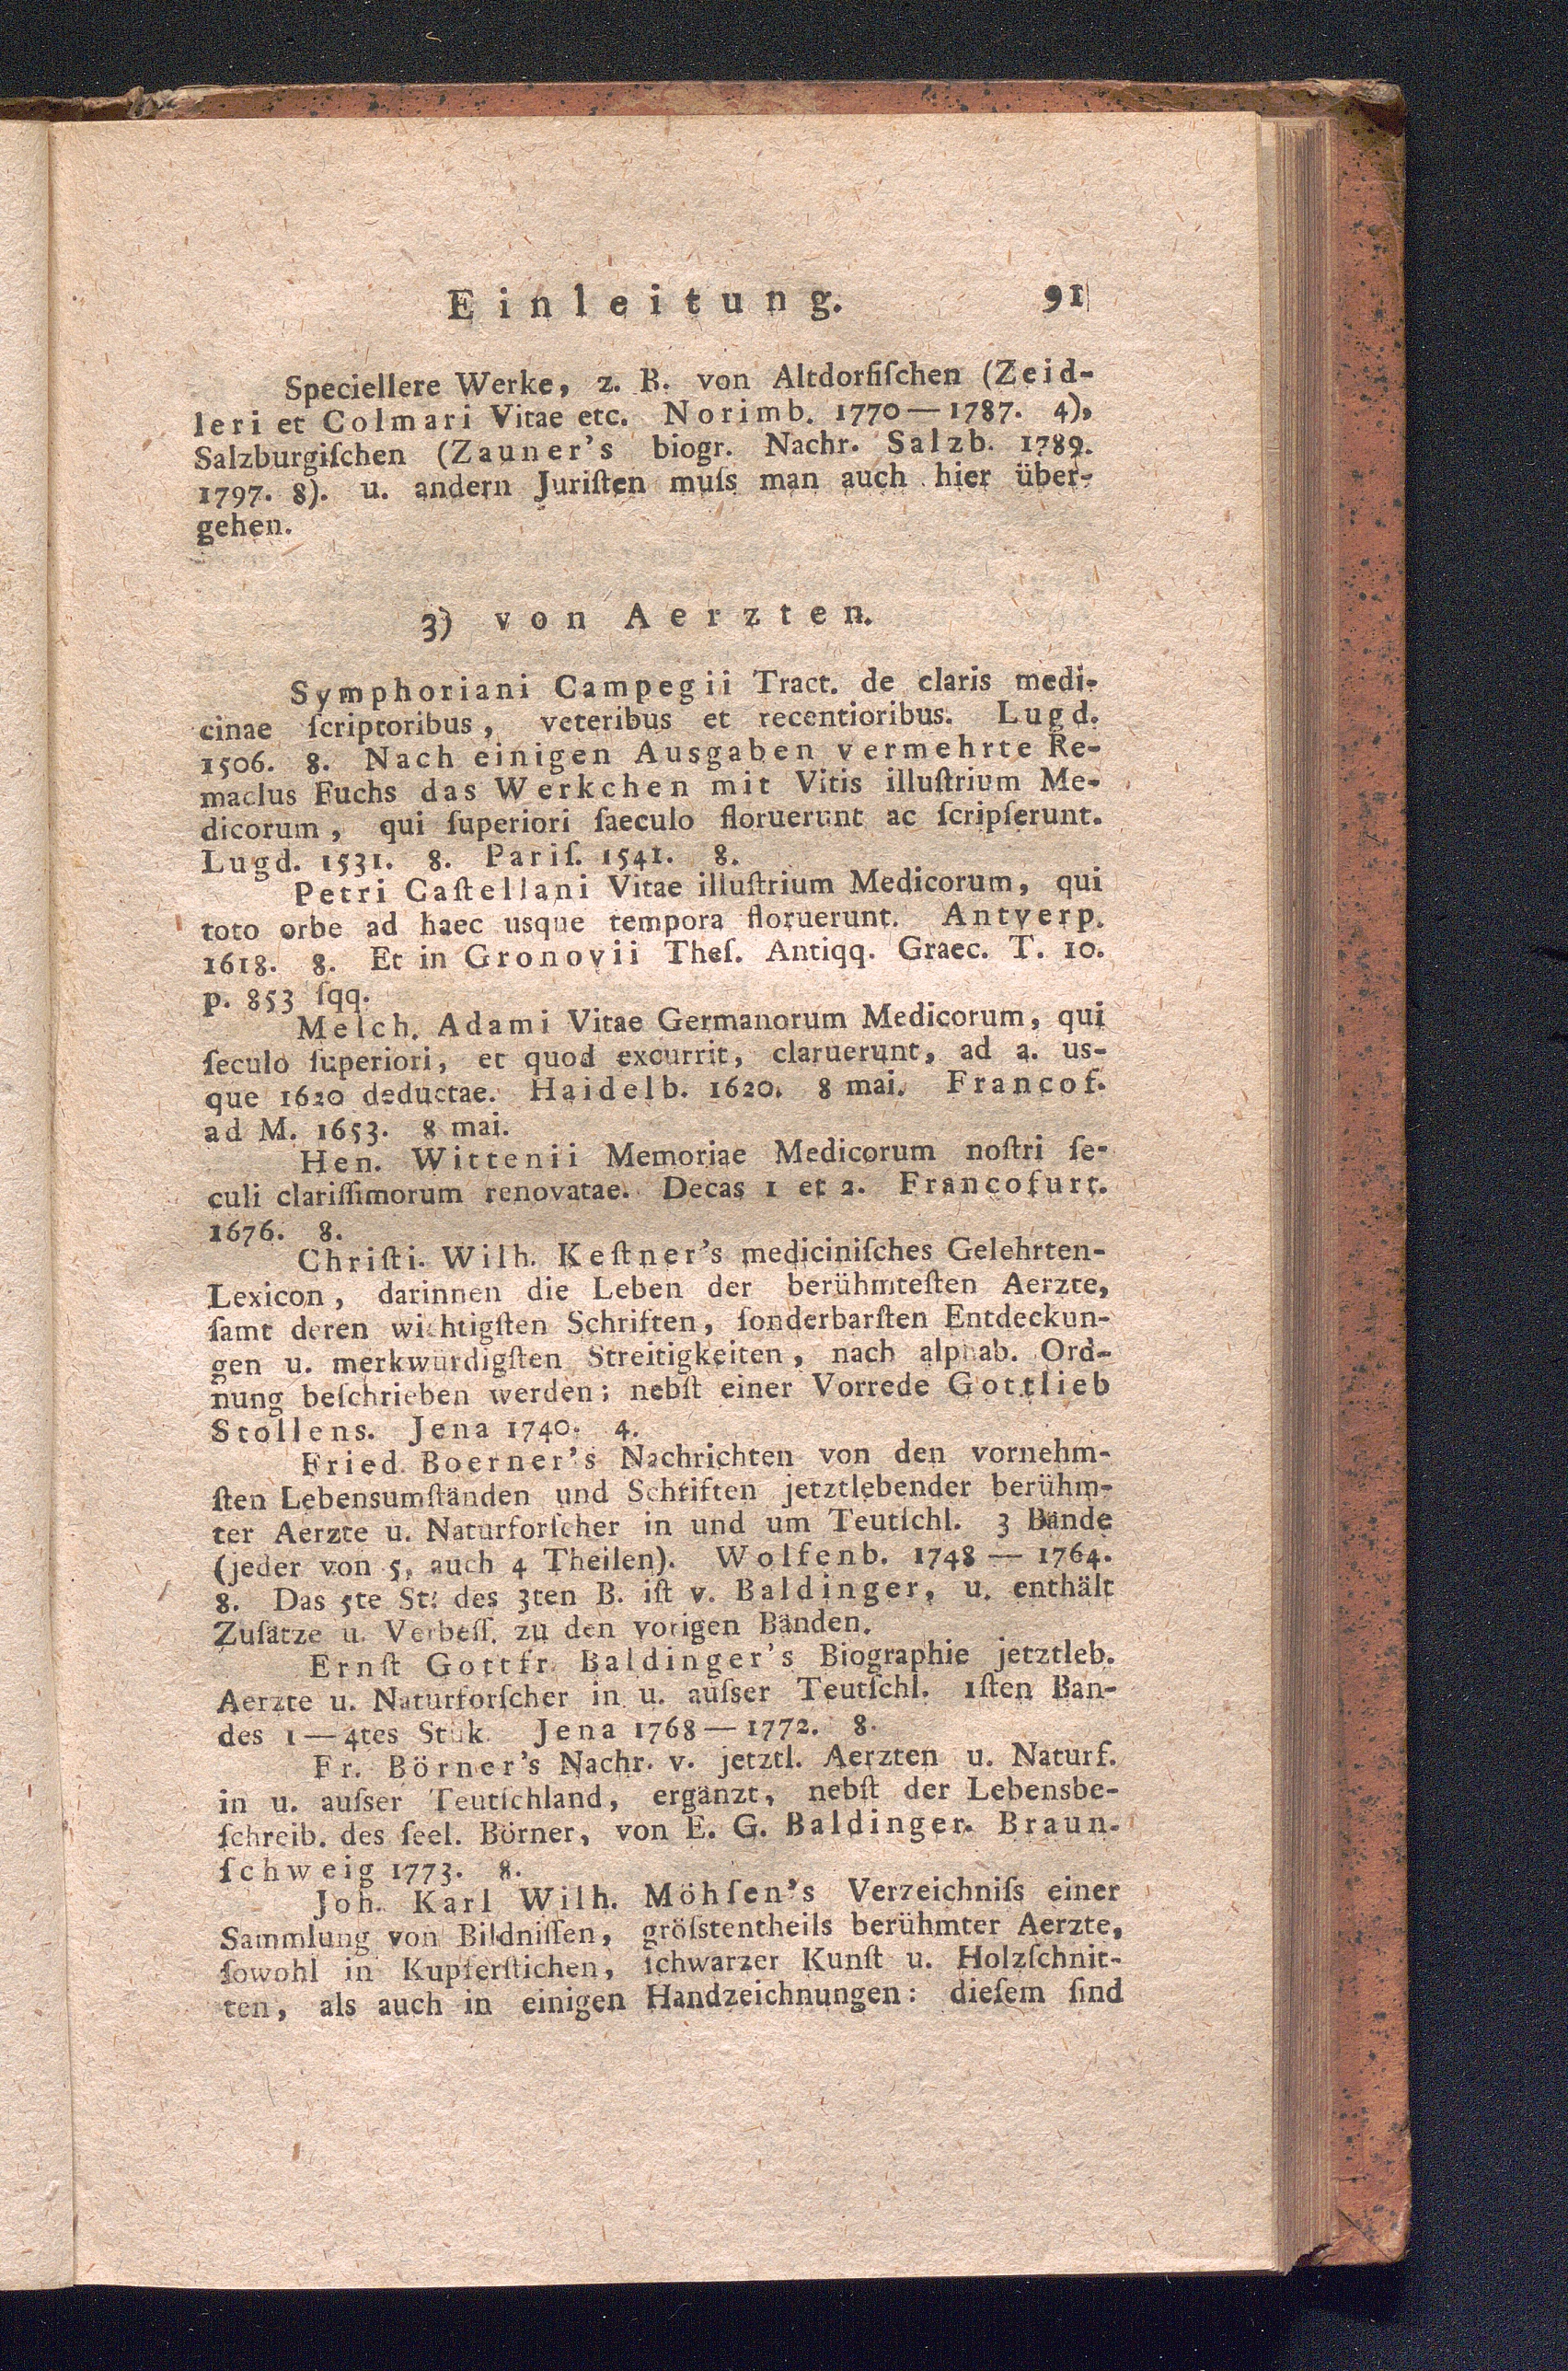 Einleitung. 91
Speciellere Werke, z. B. von Altdorfiſchen (Zeid-
leri et Colmari Vitae etc. Norimb. 1770—1787. 4),
Salzburgiſchen (Zauner's biogr. Nachr. Salzb. 1789.
1797. 8). u. andern Juriſten muſs man auch hier über-
gehen.
3) von Aerzten.
Symphoriani Campegii Tract. de claris medi-
cinae ſcriptoribus, veteribus et recentioribus. Lugd.
1506. 8. Nach einigen Ausgaben vermehrte Re-
maclus Fuchs das Werkchen mit Vitis illuſtrium Me-
dicorum, qui ſuperiori ſaeculo floruerunt ac ſcripſerunt.
Lugd. 1531. 8. Pariſ. 1541. 8.
Petri Caſtellani Vitae illuſtrium Medicorum, qui
toto orbe ad haec usque tempora floruerunt. Antverp.
1618. 8. Et in Gronovii Theſ. Antiqq. Graec. T. 10.
p. 853 ſqq.
Melch. Adami Vitae Germanorum Medicorum, qui
ſeculo ſuperiori, et quod excurrit, claruerunt, ad a. us-
que 1620 deductae. Haidelb. 1620. 8 mai. Francof.
ad M. 1653. 8 mai.
Hen. Wittenii Memoriae Medicorum noſtri ſe-
culi clariſſimorum renovatae. Decas 1 et 2. Francofurt.
1676. 8.
Chriſti. Wilh. Keſtner's mediciniſches Gelehrten-
Lexicon, darinnen die Leben der berühmteſten Aerzte,
ſamt deren wichtigſten Schriften, ſonderbarſten Entdeckun-
gen u. merkwürdigſten Streitigkeiten, nach alphab. Ord-
nung beſchrieben werden; nebſt einer Vorrede Gottlieb
Stollens. Jena 1740. 4.
Fried. Boerner's Nachrichten von den vornehm-
ſten Lebensumſtänden und Schriften jetztlebender berühm-
ter Aerzte u. Naturforſcher in und um Teutſchl. 3 Bände
(jeder von 5, auch 4 Theilen). Wolfenb. 1748 — 1764.
8. Das 5te St. des 3ten B. iſt v. Baldinger, u. enthält
Zuſätze u. Verbeſſ. zu den vorigen Bänden.
Ernſt Gottfr. Baldinger's Biographie jetztleb.
Aerzte u. Naturforſcher in u. auſser Teutſchl. 1ſten Ban-
des 1—4tes Stük. Jena 1768—1772. 8.
Fr. Börner's Nachr. v. jetztl. Aerzten u. Naturf.
in u. auſser Teutſchland, ergänzt, nebſt der Lebensbe-
ſchreib. des ſeel. Börner, von E. G. Baldinger. Braun-
ſchweig 1773. 8.
Joh. Karl Wilh. Möhſen's Verzeichniſs einer
Sammlung von Bildniſſen, gröſstentheils berühmter Aerzte,
ſowohl in Kupferſtichen, ſchwarzer Kunſt u. Holzſchnit-
ten, als auch in einigen Handzeichnungen: dieſem ſind